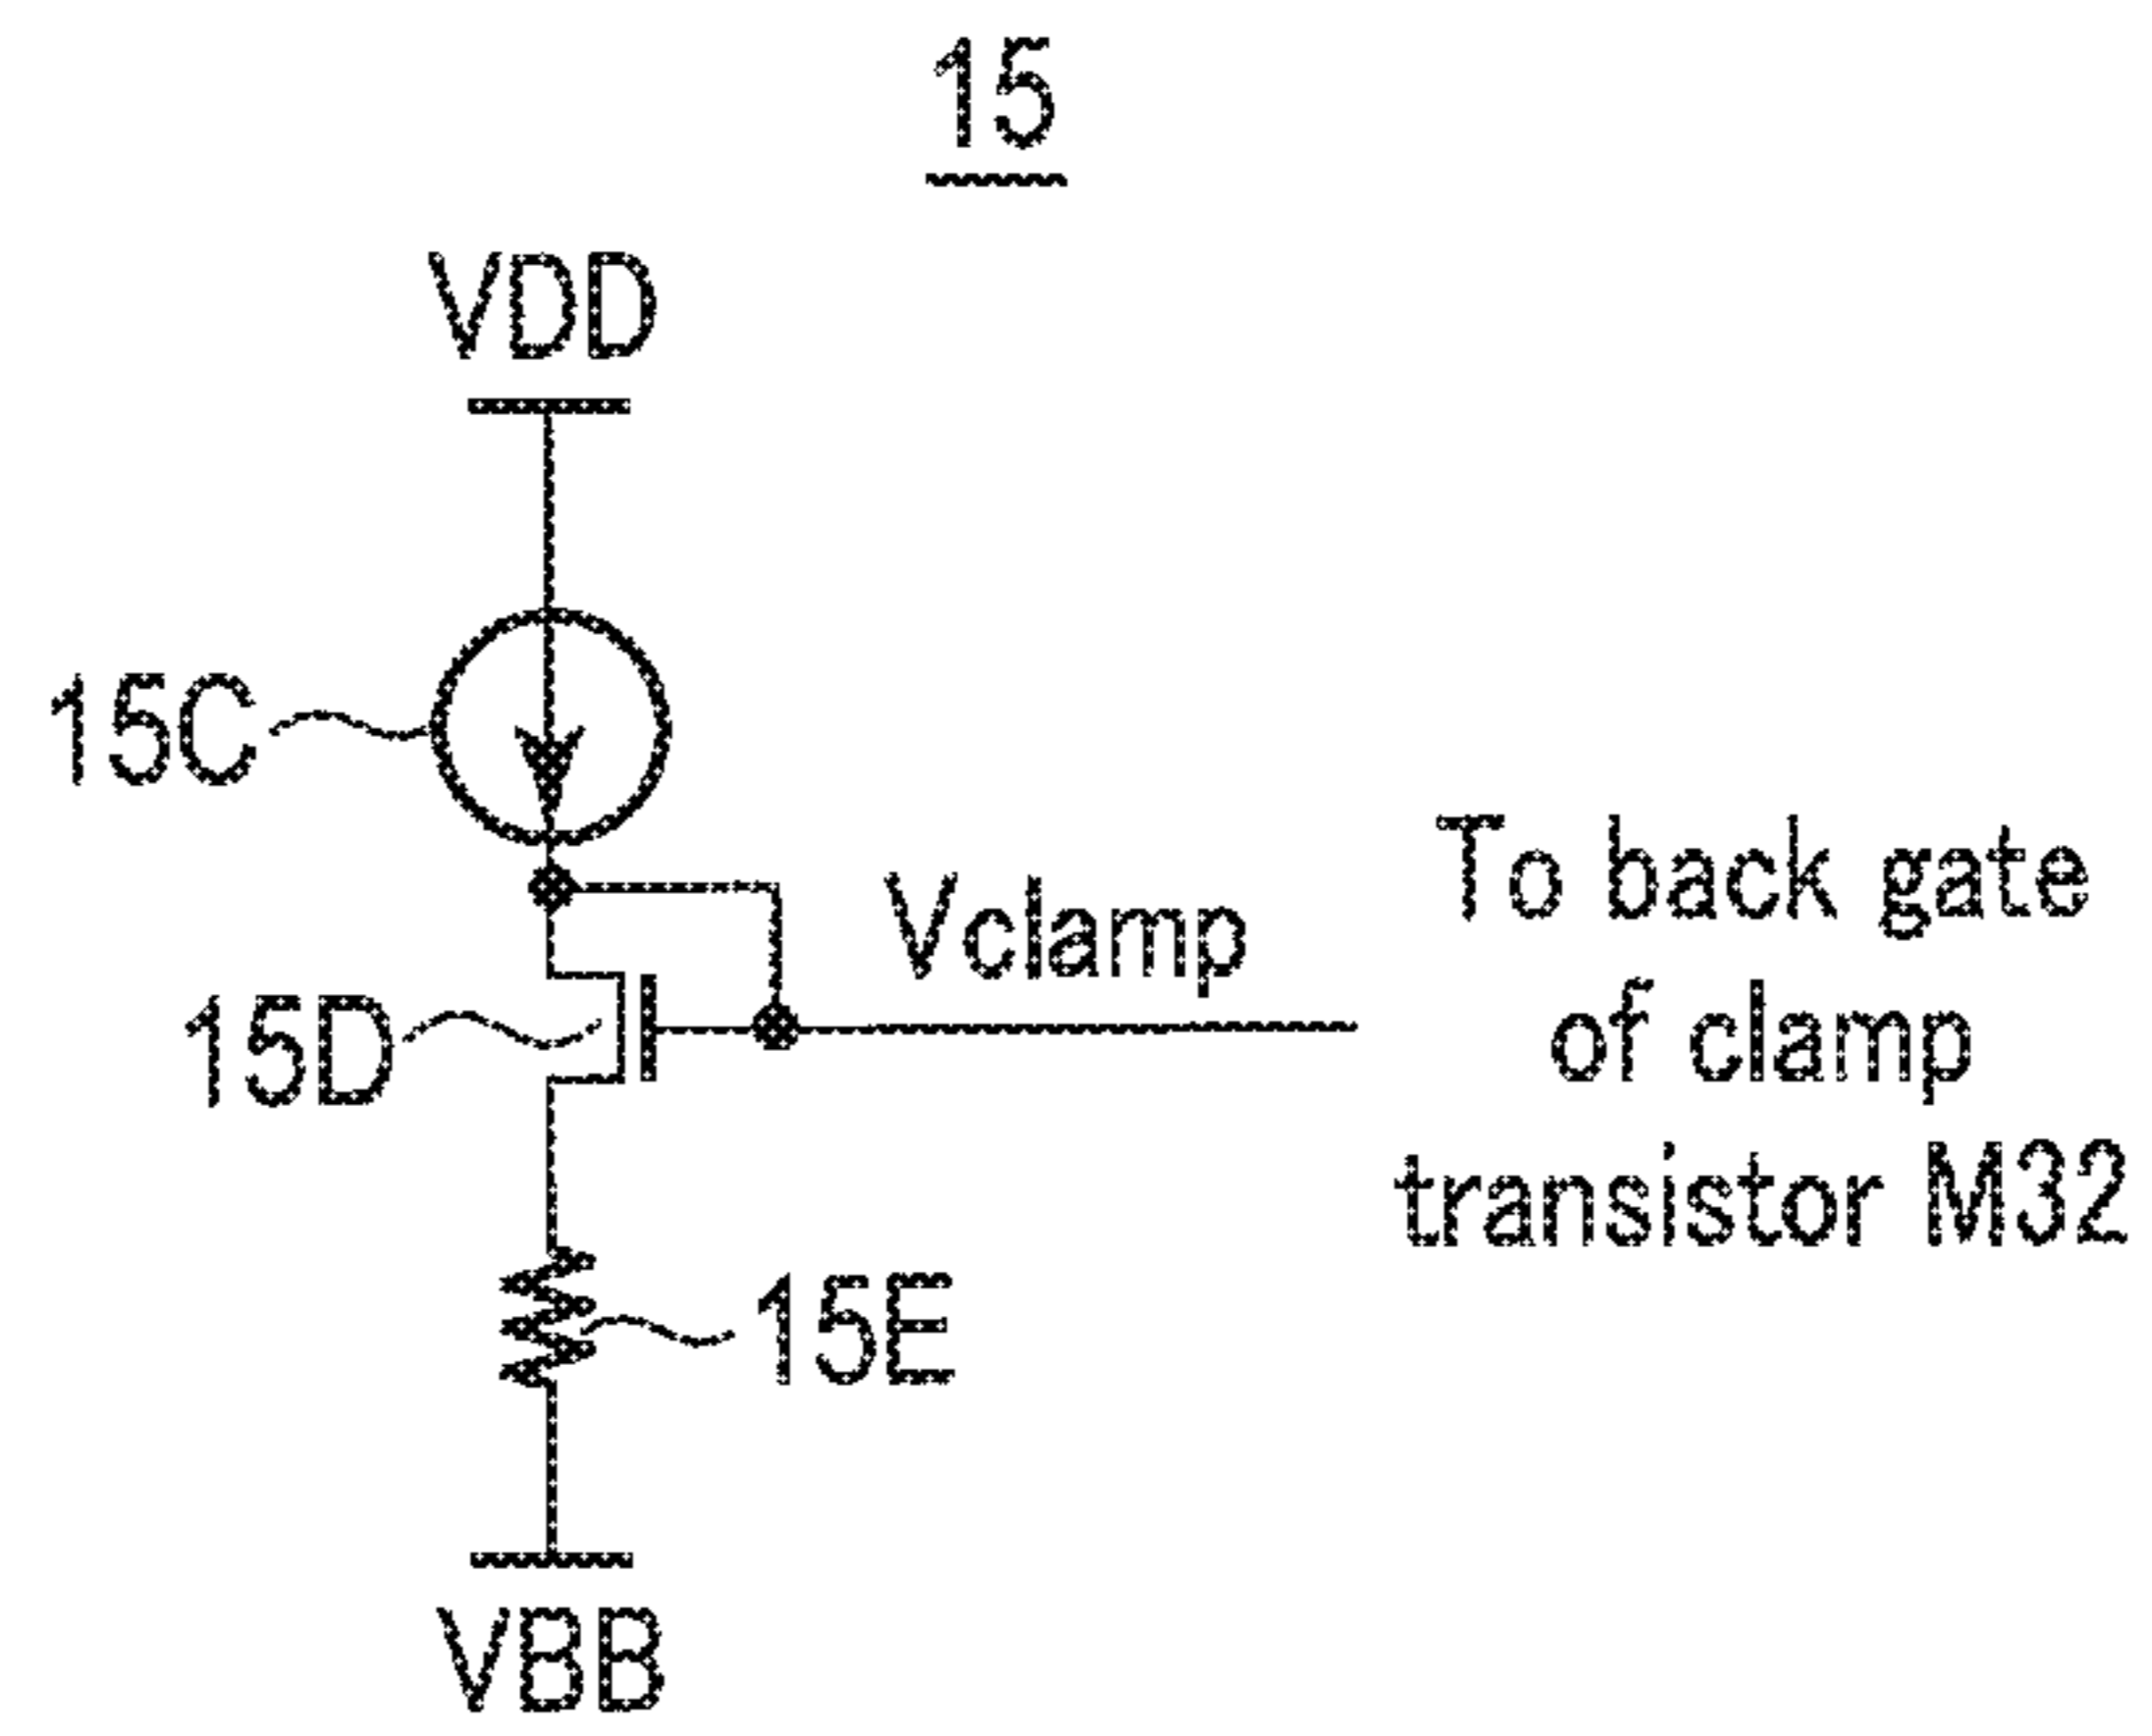 15
VDD
15C
Vclamp
To back gate
of clamp
transistor M32
15D
15E
VBB